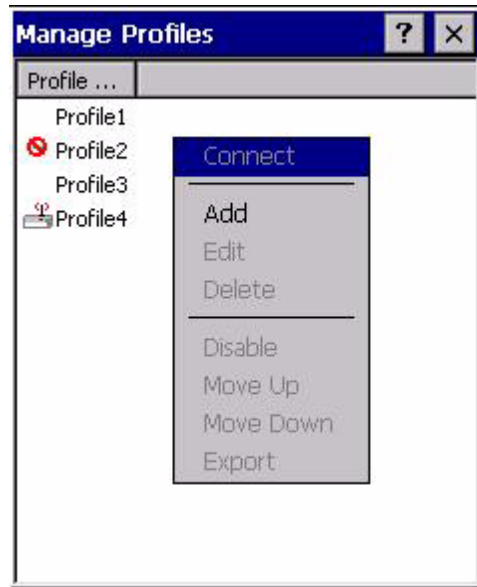 Manage Profiles ? ×
Profile ...
Profile1
Profile2
Profile3
Profile4
Connect
Add
Edit
Delete
Disable
Move Up
Move Down
Export